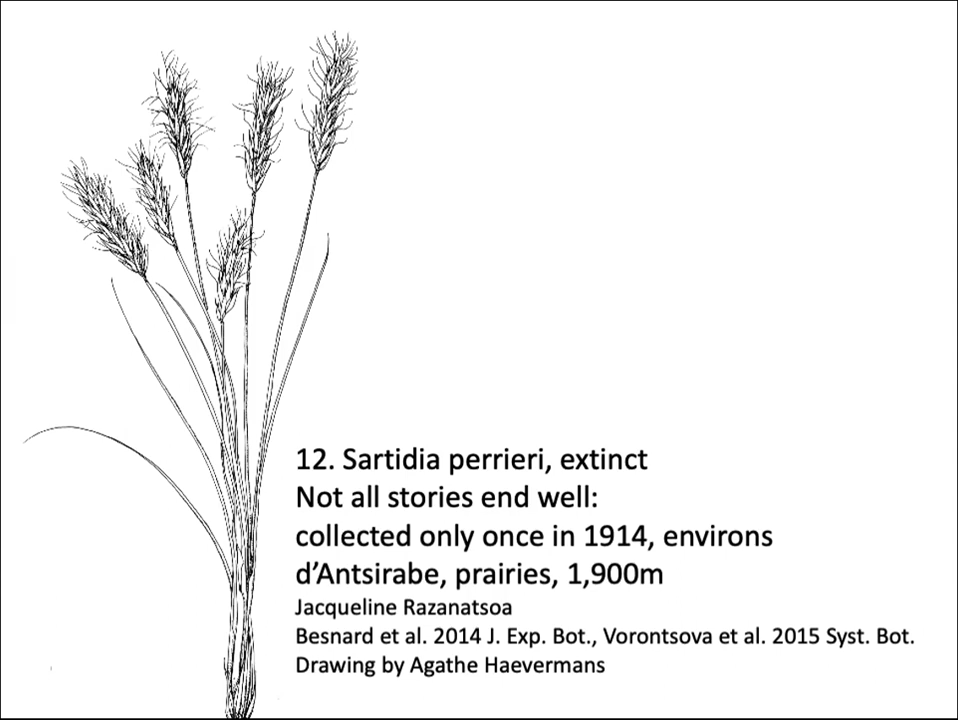 12. Sartidia perrieri, extinct
Not all stories end well:
collected only once in 1914, environs
d’Antsirabe, prairies, 1,900m
Jacqueline Razanatsoa
Besnard et al. 2014 J. Exp. Bot., Vorontsova et al. 2015 Syst. Bot.
Drawing by Agathe Haevermans